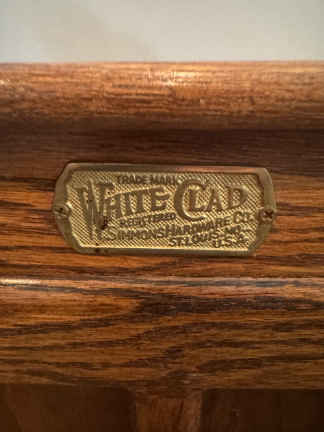 TRADE MARK
WHITE CLAD
REGISTERED
SIMMONS HARDWARE CO.
ST. LOUIS, MO.
U.S.A.